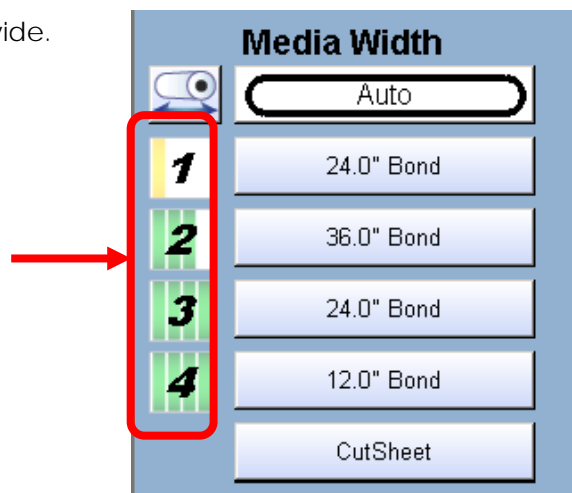 ide.
Media Width
Auto
1 24.0" Bond
2 36.0" Bond
3 24.0" Bond
4 12.0" Bond
CutSheet